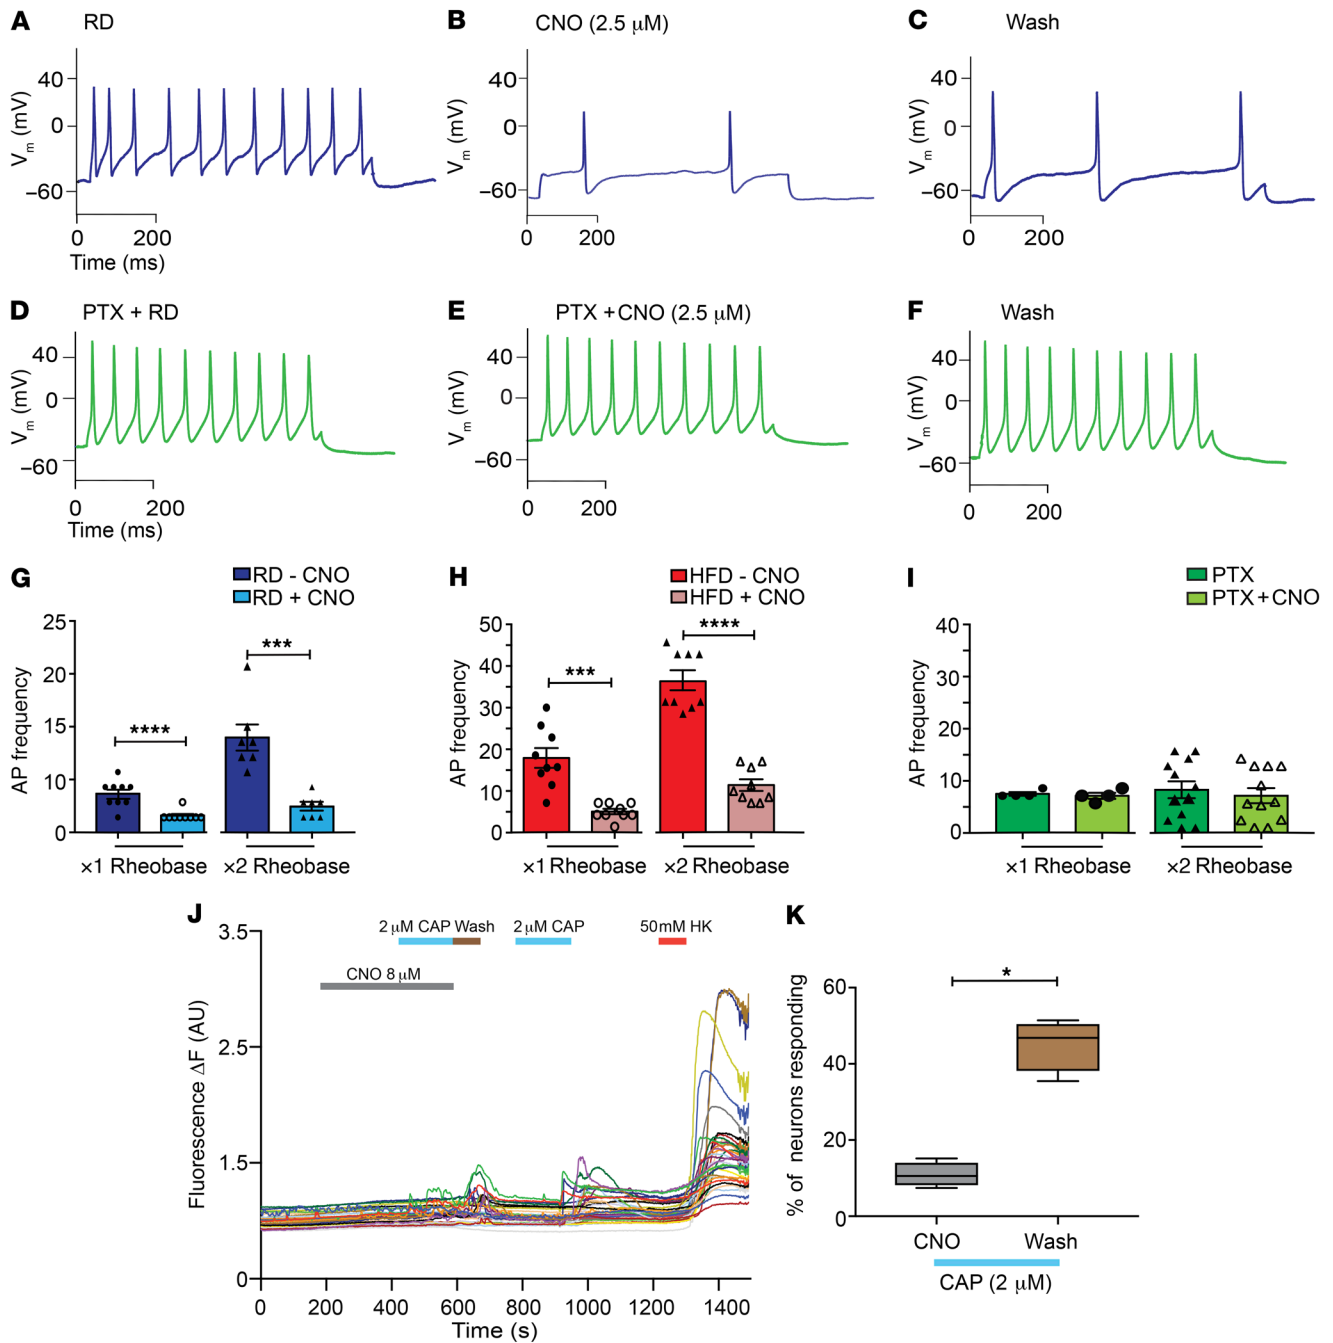 A RD
40
0
−60
Vm (mV)
0 200
Time (ms)
B CNO (2.5 μM)
40
0
−60
Vm (mV)
0 200
C Wash
40
0
−60
Vm (mV)
0 200
D PTX + RD
40
0
−60
Vm (mV)
0 200
Time (ms)
E PTX + CNO (2.5 μM)
40
0
−60
Vm (mV)
0 200
F Wash
40
0
−60
Vm (mV)
0 200
G
RD - CNO
RD + CNO
25
20
15
10
0
AP frequency
****
***
×1 Rheobase ×2 Rheobase
H
HFD - CNO
HFD + CNO
50
40
30
20
10
0
AP frequency
***
****
×1 Rheobase ×2 Rheobase
I
PTX
PTX + CNO
40
30
20
10
0
AP frequency
×1 Rheobase ×2 Rheobase
J
3.5
2.5
1.5
0
Fluorescence ΔF (AU)
2 μM CAP Wash 2 μM CAP 50 mM HK
CNO 8 μM
0 200 400 600 800 1000 1200 1400
Time (s)
K
60
40
20
0
% of neurons responding
*
CNO Wash
CAP (2 μM)